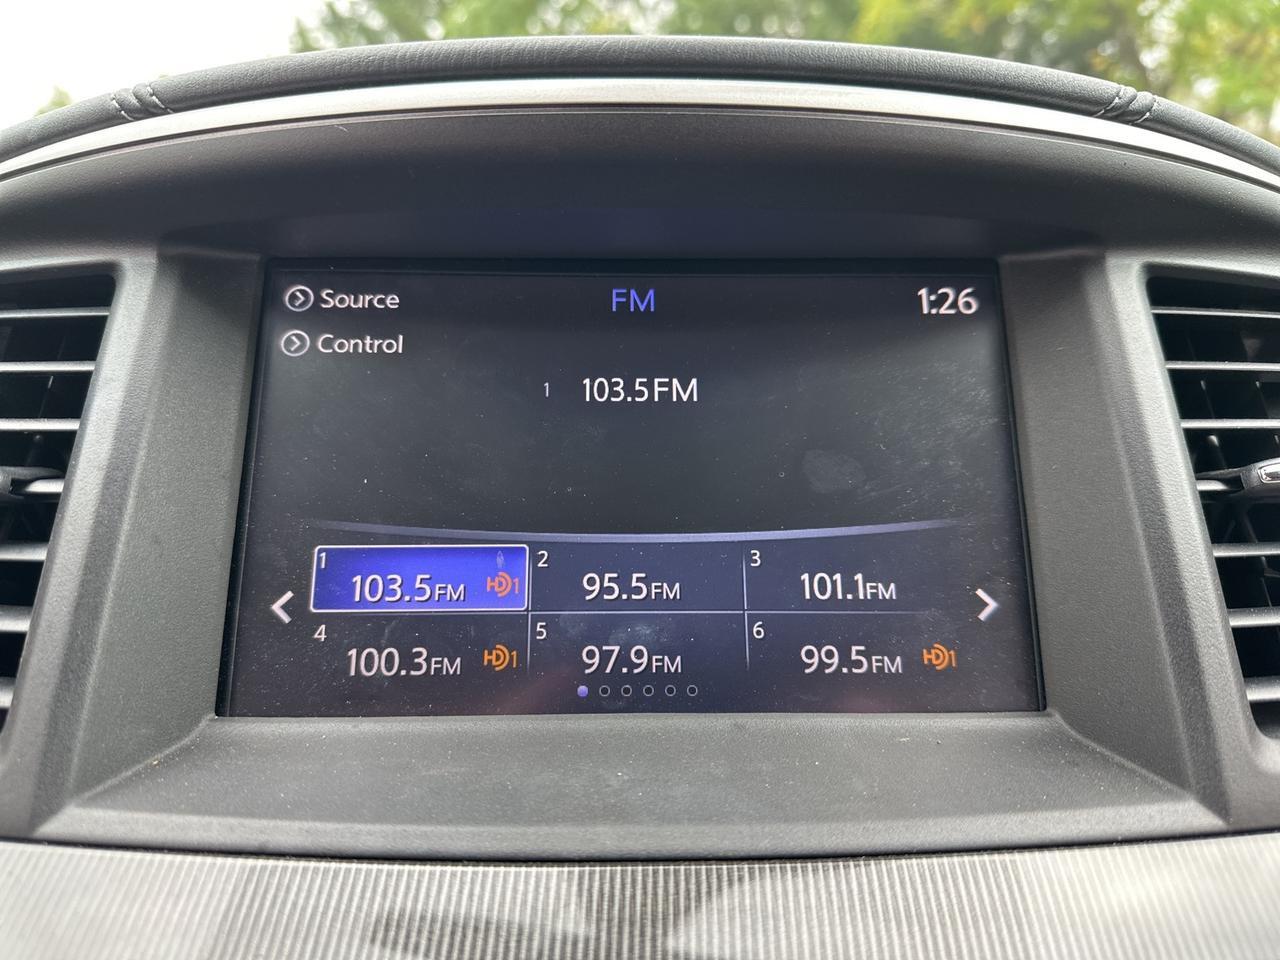 Source FM 1:26
Control
1 103.5FM
1 103.5FM HD1 2 95.5FM 3 101.1FM
4 100.3FM HD1 5 97.9FM 6 99.5FM HD1